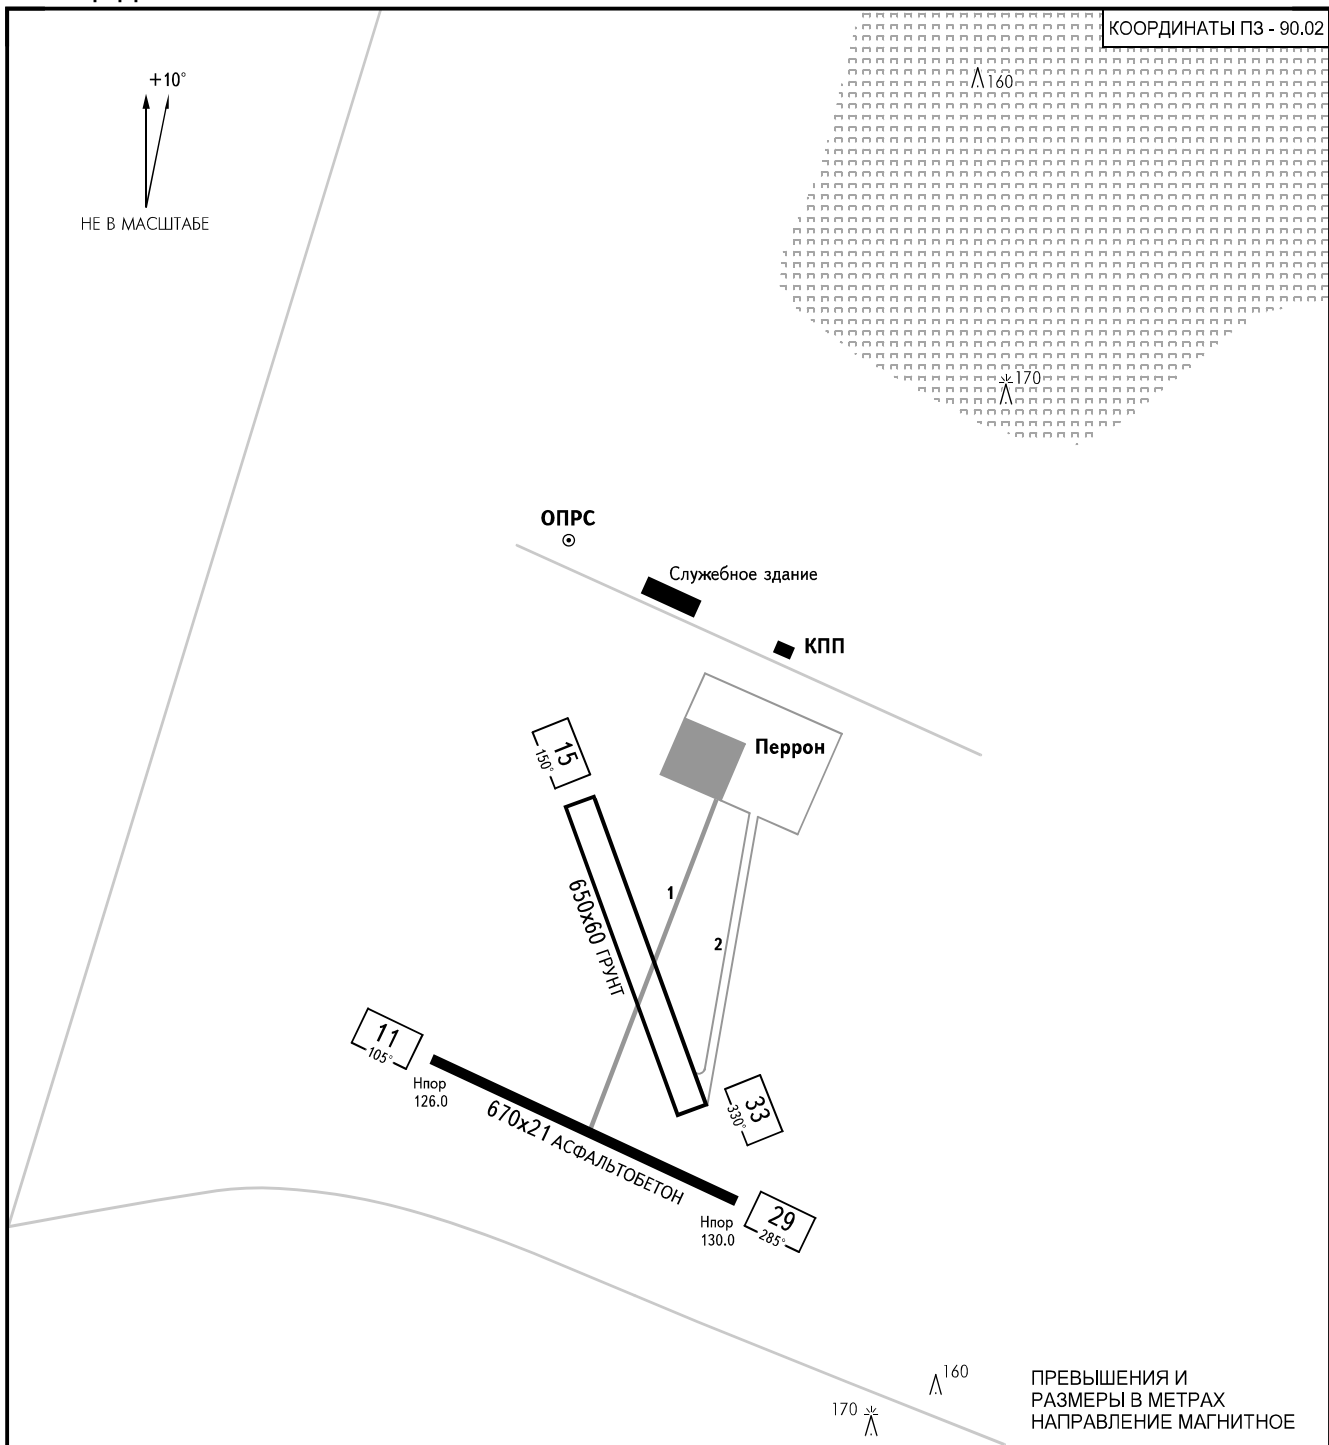 КООРДИНАТЫ ПЗ - 90.02
+10°
НЕ В МАСШТАБЕ
160
170
ОПРС
Служебное здание
КПП
Перрон
15
150°
650х60 ГРУНТ
1
2
11
105°
Нпор
126.0
670х21 АСФАЛЬТОБЕТОН
33
330°
Нпор
130.0
29
285°
160
170
ПРЕВЫШЕНИЯ И
РАЗМЕРЫ В МЕТРАХ
НАПРАВЛЕНИЕ МАГНИТНОЕ